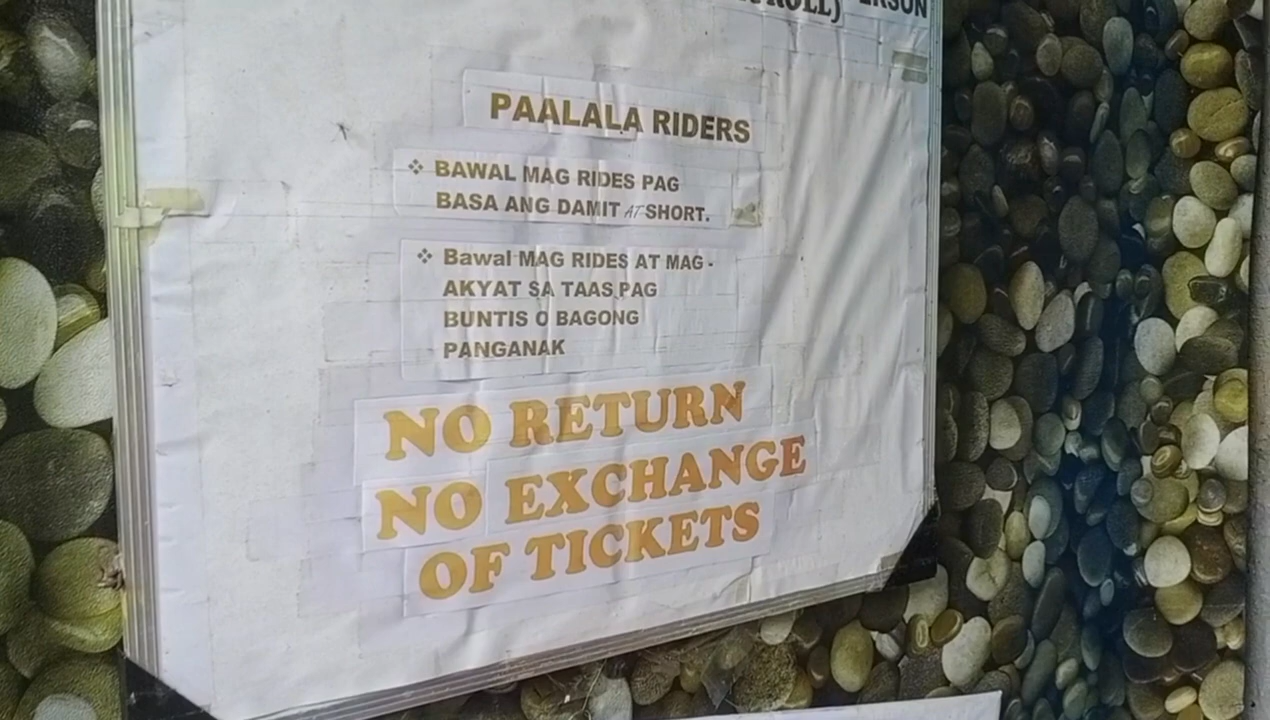 ROLL)
PAALALA RIDERS
❖ BAWAL MAG RIDES PAG
BASA ANG DAMIT AT SHORT.
❖ Bawal MAG RIDES AT MAG -
AKYAT SA TAAS PAG
BUNTIS O BAGONG
PANGANAK
NO RETURN
NO EXCHANGE
OF TICKETS